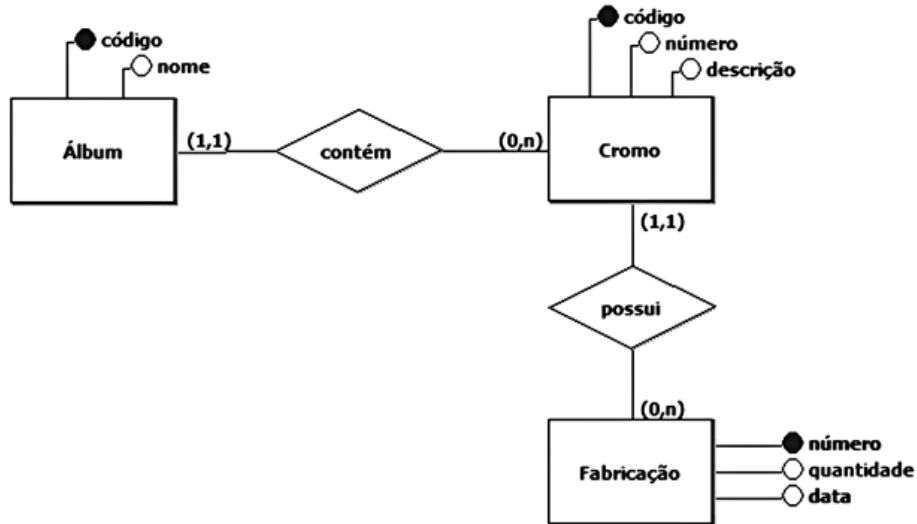 código
nome
Álbum
(1,1)
contém
(0,n)
código
número
descrição
Cromo
(1,1)
possui
(0,n)
Fabricação
número
quantidade
data